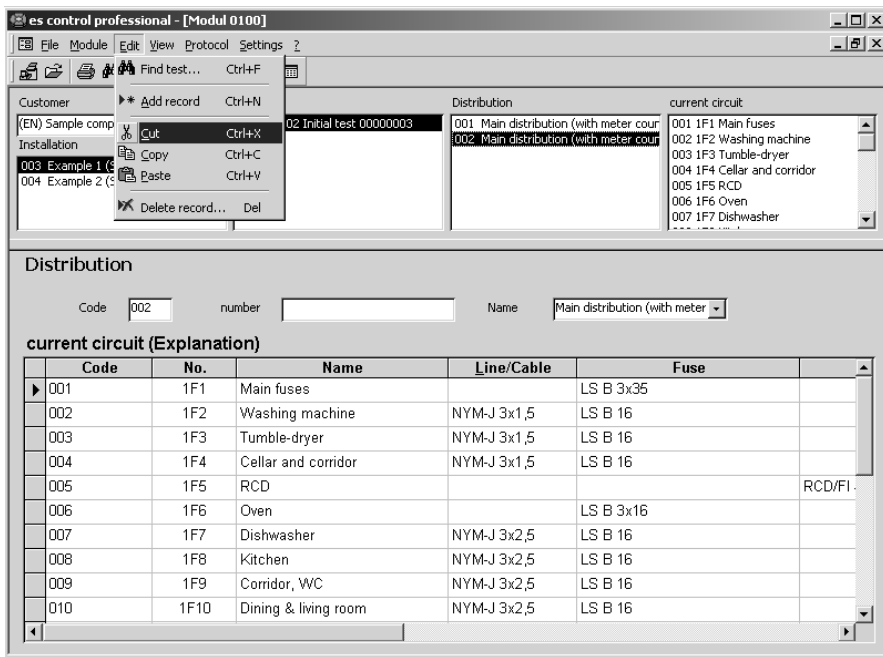 es control professional - [Modul 0100]
File Module Edit View Protocol Settings ?
Find test... Ctrl+F
Add record Ctrl+N
Cut Ctrl+X
Copy Ctrl+C
Paste Ctrl+V
Delete record... Del
Customer
(EN) Sample comp
Installation
003 Example 1 (S
004 Example 2 (S
02 Initial test 00000003
Distribution
001 Main distribution (with meter cour
002 Main distribution (with meter cour
current circuit
001 1F1 Main fuses
002 1F2 Washing machine
003 1F3 Tumble-dryer
004 1F4 Cellar and corridor
005 1F5 RCD
006 1F6 Oven
007 1F7 Dishwasher
Distribution
Code 002 number Name Main distribution (with meter
current circuit (Explanation)
Code No. Name Line/Cable Fuse
001 1F1 Main fuses LS B 3x35
002 1F2 Washing machine NYM-J 3x1,5 LS B 16
003 1F3 Tumble-dryer NYM-J 3x1,5 LS B 16
004 1F4 Cellar and corridor NYM-J 3x1,5 LS B 16
005 1F5 RCD RCD/FI
006 1F6 Oven LS B 3x16
007 1F7 Dishwasher NYM-J 3x2,5 LS B 16
008 1F8 Kitchen NYM-J 3x2,5 LS B 16
009 1F9 Corridor, WC NYM-J 3x2,5 LS B 16
010 1F10 Dining & living room NYM-J 3x2,5 LS B 16